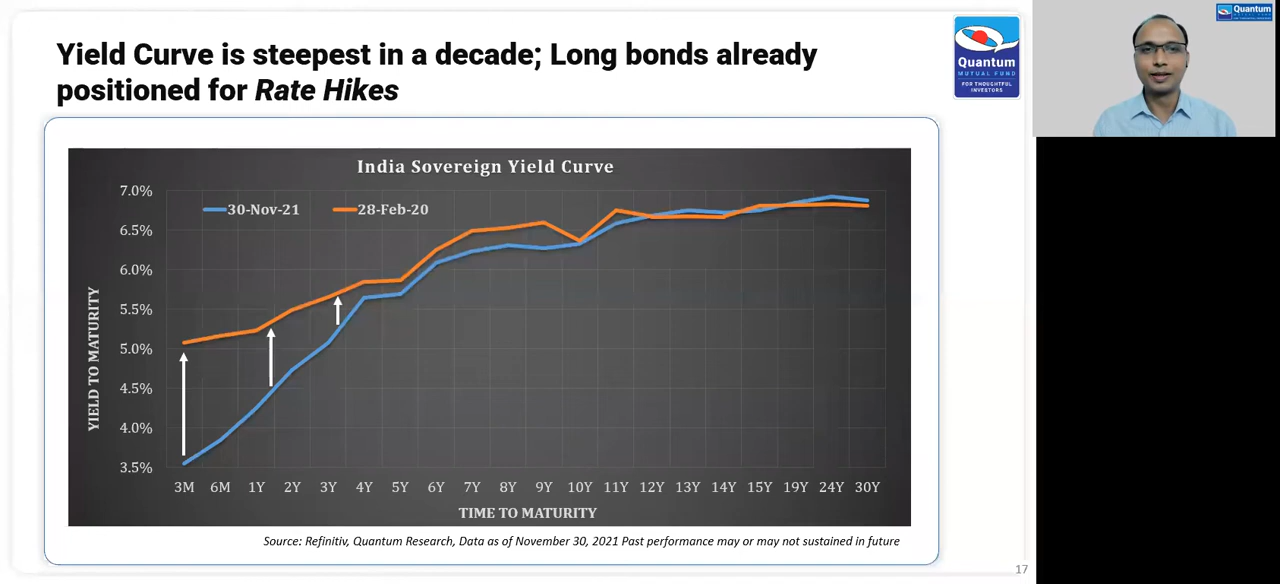 Yield Curve is steepest in a decade; Long bonds already
positioned for Rate Hikes
Quantum
MUTUAL FUND
FOR THOUGHTFUL
INVESTORS
Quantum
India Sovereign Yield Curve
30-Nov-21
28-Feb-20
YIELD TO MATURITY
7.0%
6.5%
6.0%
5.5%
5.0%
4.5%
4.0%
3.5%
3M 6M 1Y 2Y 3Y 4Y 5Y 6Y 7Y 8Y 9Y 10Y 11Y 12Y 13Y 14Y 15Y 19Y 24Y 30Y
TIME TO MATURITY
Source: Refinitiv, Quantum Research, Data as of November 30, 2021 Past performance may or may not sustained in future
17